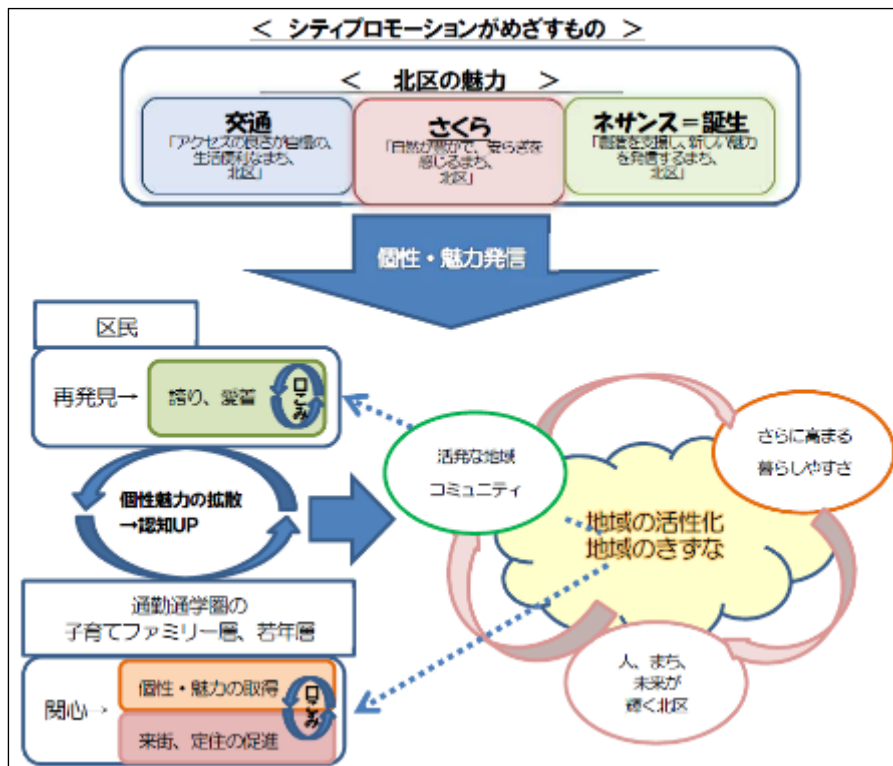 ＜ シティプロモーションがめざすもの ＞
＜ 北区の魅力 ＞
交通
「アクセスの良さが自慢の、
生活便利なまち、
北区」
さくら
「自然が豊かで、安らぎを
感じるまち、
北区」
ネサンス＝誕生
「創造を支援し、新しい魅力
を発信するまち、
北区」
個性・魅力発信
区民
再発見→
誇り、愛着
口こみ
個性魅力の拡散
→認知UP
通勤通学圏の
子育てファミリー層、若年層
関心→
個性・魅力の取得
来街、定住の促進
口こみ
活発な地域
コミュニティ
さらに高まる
暮らしやすさ
地域の活性化
地域のきずな
人、まち、
未来が
輝く北区